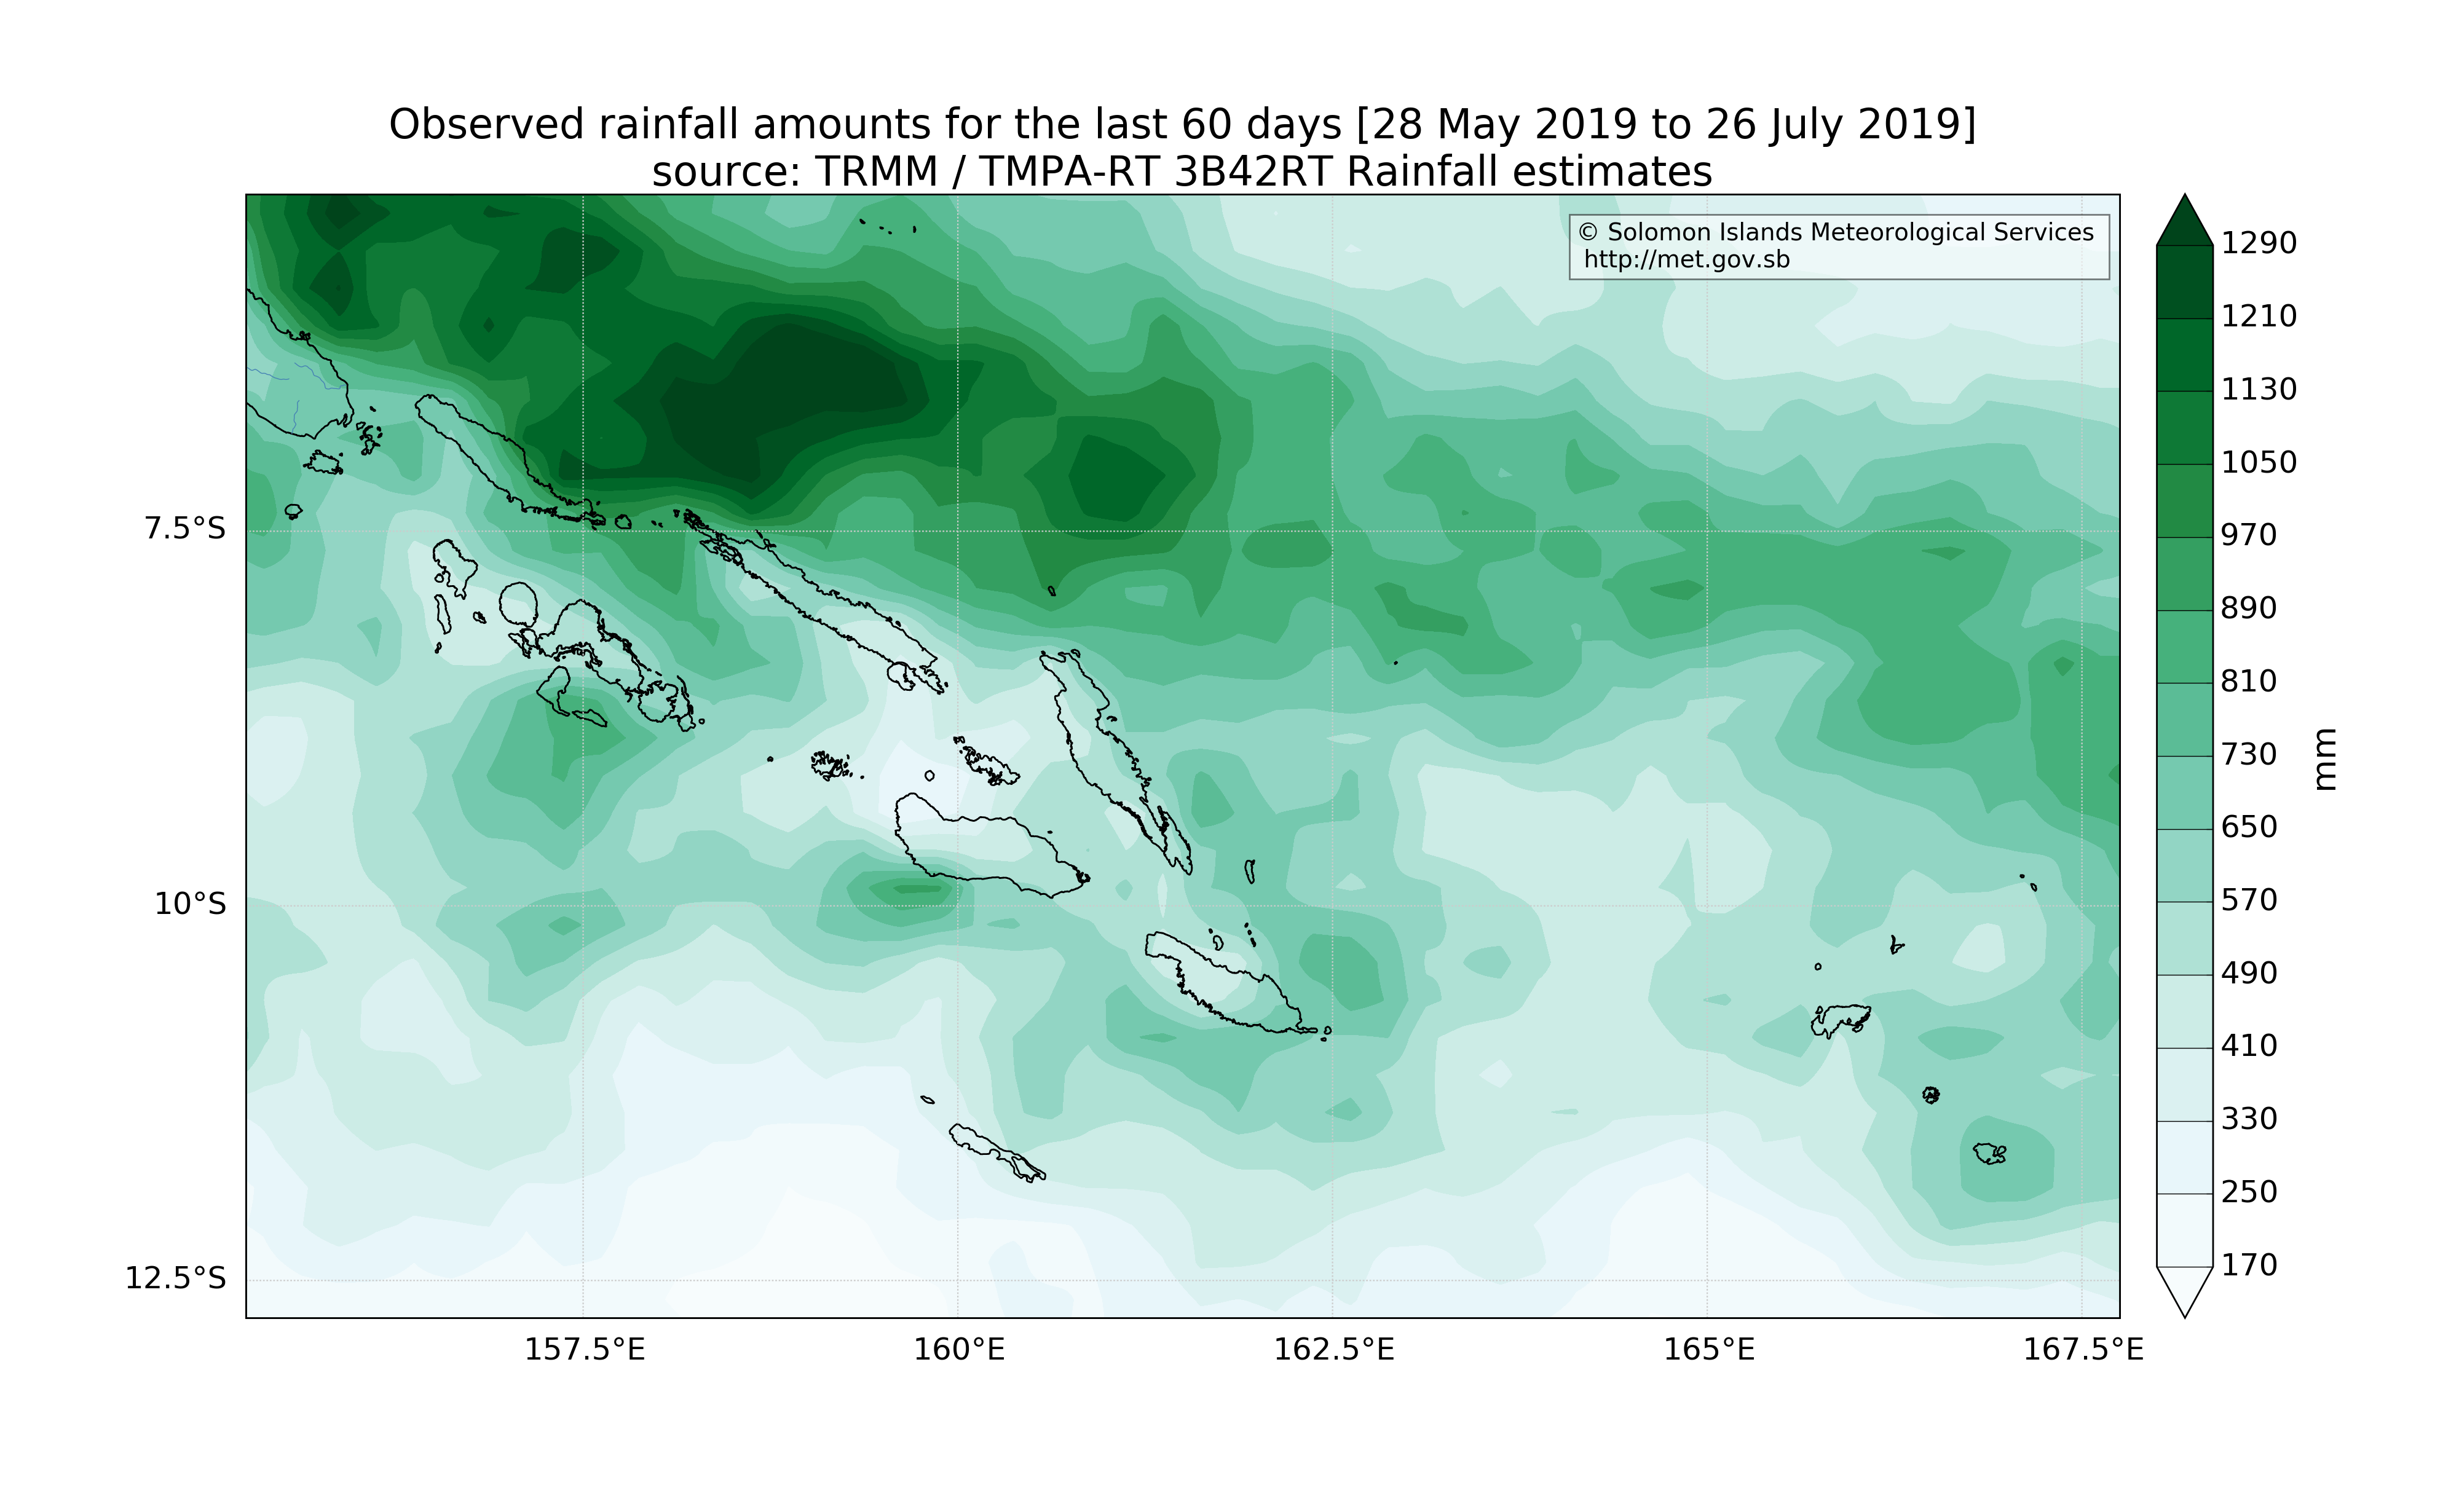 Observed rainfall amounts for the last 60 days [28 May 2019 to 26 July 2019]
source: TRMM / TMPA-RT 3B42RT Rainfall estimates
© Solomon Islands Meteorological Services
http://met.gov.sb
1290
1210
1130
1050
970
890
810
730
650
570
490
410
330
250
170
mm
7.5°S
10°S
12.5°S
157.5°E
160°E
162.5°E
165°E
167.5°E